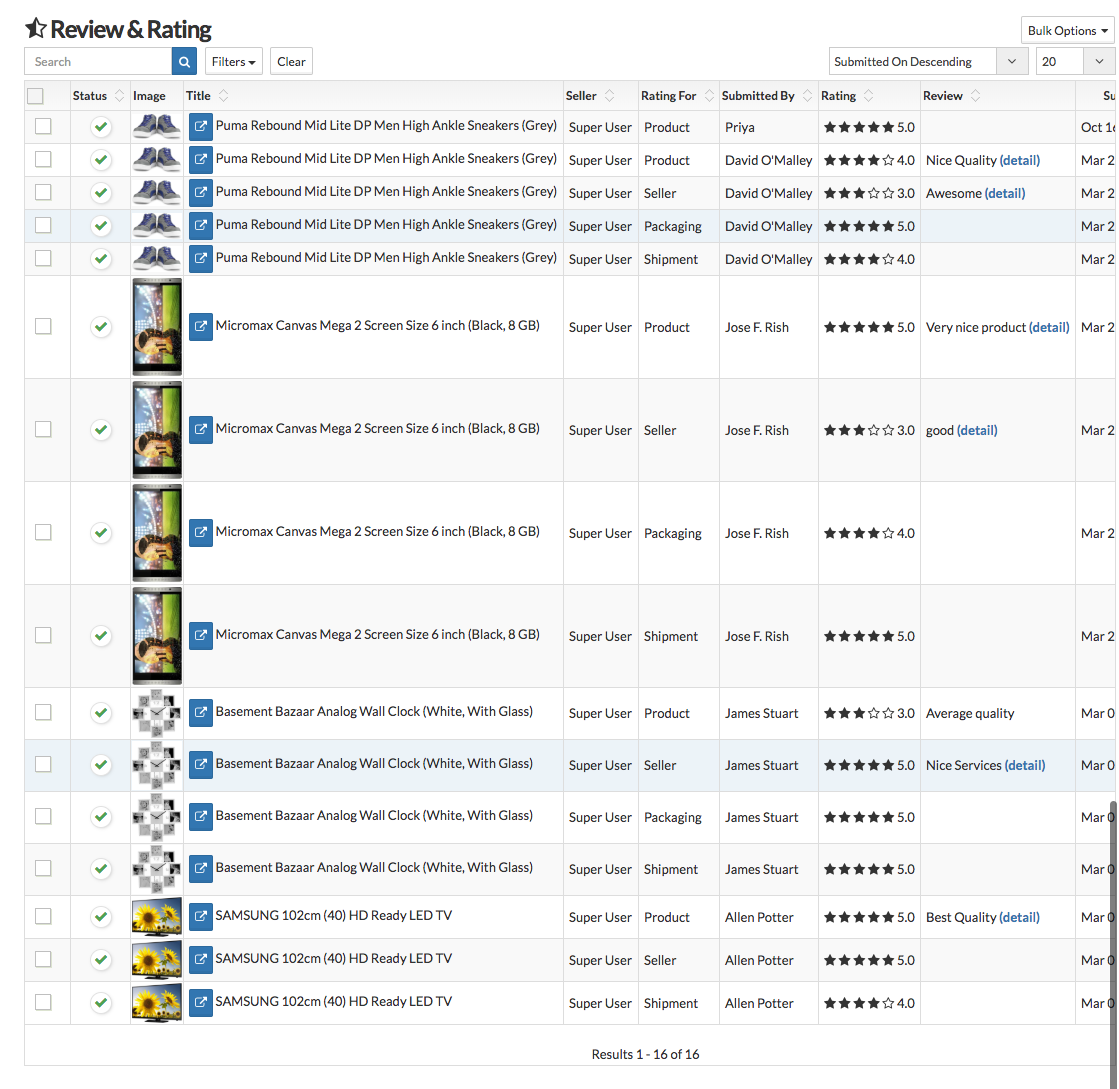 Review & Rating
Bulk Options
Search
Filters
Clear
Submitted On Descending
20
Status Image Title Seller Rating For Submitted By Rating Review Su
Puma Rebound Mid Lite DP Men High Ankle Sneakers (Grey) Super User Product Priya 5.0 Oct 16
Puma Rebound Mid Lite DP Men High Ankle Sneakers (Grey) Super User Product David O'Malley 4.0 Nice Quality (detail) Mar 2
Puma Rebound Mid Lite DP Men High Ankle Sneakers (Grey) Super User Seller David O'Malley 3.0 Awesome (detail) Mar 2
Puma Rebound Mid Lite DP Men High Ankle Sneakers (Grey) Super User Packaging David O'Malley 5.0 Mar 2
Puma Rebound Mid Lite DP Men High Ankle Sneakers (Grey) Super User Shipment David O'Malley 4.0 Mar 2
Micromax Canvas Mega 2 Screen Size 6 inch (Black, 8 GB) Super User Product Jose F. Rish 5.0 Very nice product (detail) Mar 2
Micromax Canvas Mega 2 Screen Size 6 inch (Black, 8 GB) Super User Seller Jose F. Rish 3.0 good (detail) Mar 2
Micromax Canvas Mega 2 Screen Size 6 inch (Black, 8 GB) Super User Packaging Jose F. Rish 4.0 Mar 2
Micromax Canvas Mega 2 Screen Size 6 inch (Black, 8 GB) Super User Shipment Jose F. Rish 5.0 Mar 2
Basement Bazaar Analog Wall Clock (White, With Glass) Super User Product James Stuart 3.0 Average quality Mar 0
Basement Bazaar Analog Wall Clock (White, With Glass) Super User Seller James Stuart 5.0 Nice Services (detail) Mar 0
Basement Bazaar Analog Wall Clock (White, With Glass) Super User Packaging James Stuart 5.0 Mar 0
Basement Bazaar Analog Wall Clock (White, With Glass) Super User Shipment James Stuart 5.0 Mar 0
SAMSUNG 102cm (40) HD Ready LED TV Super User Product Allen Potter 5.0 Best Quality (detail) Mar 0
SAMSUNG 102cm (40) HD Ready LED TV Super User Seller Allen Potter 5.0 Mar 0
SAMSUNG 102cm (40) HD Ready LED TV Super User Shipment Allen Potter 4.0 Mar 0
Results 1 - 16 of 16